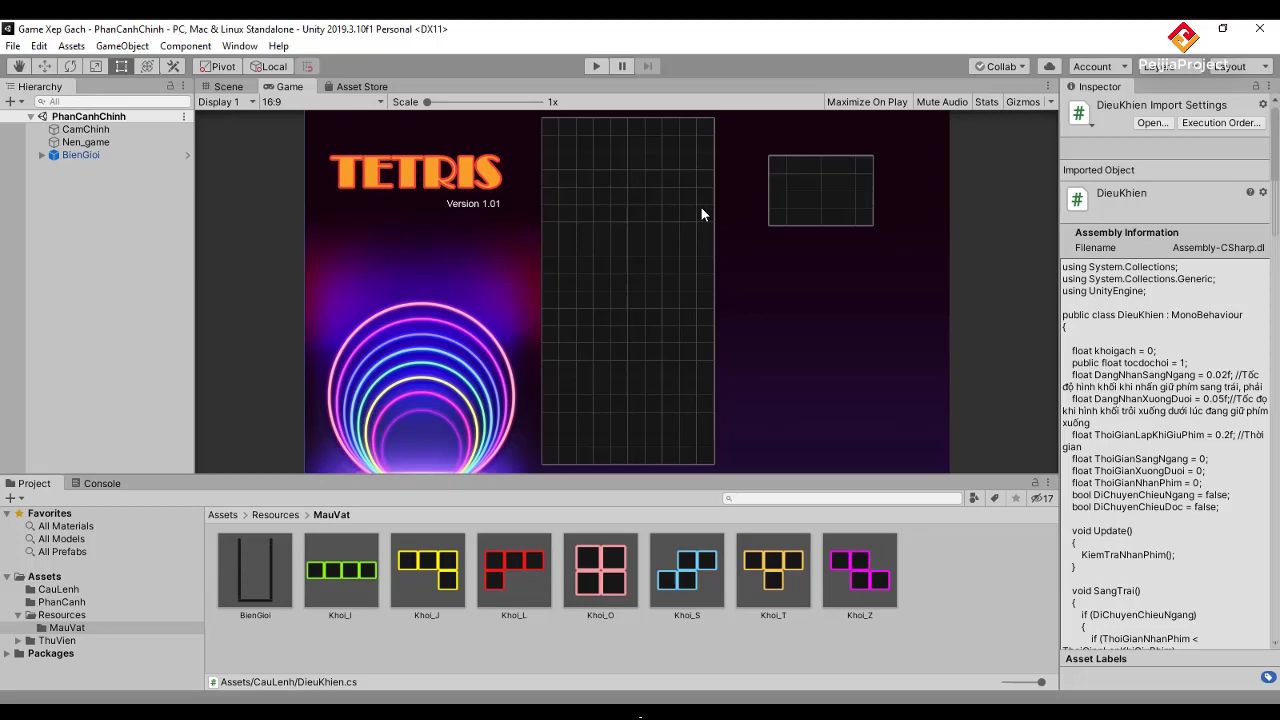 Game Xep Gach - PhanCanhChinh - PC, Mac & Linux Standalone - Unity 2019.3.10f1 Personal <DX11>
File Edit Assets GameObject Component Window Help
PeijiaProject
Pivot Local Collab Account Layout
Hierarchy Scene Game Asset Store Inspector
All Display 1 16:9 Scale 1x Maximize On Play Mute Audio Stats Gizmos
DieuKhien Import Settings
Open... Execution Order...
PhanCanhChinh
CamChinh
Nen_game
BienGioi
TETRIS
Version 1.01
Imported Object
DieuKhien
Assembly Information
Filename Assembly-CSharp.dl
using System.Collections;
using System.Collections.Generic;
using UnityEngine;
public class DieuKhien : MonoBehaviour
{
float khoigach = 0;
public float tocdochoi = 1;
float DangNhanSangNgang = 0.02f; //Tốc
độ hình khối khi nhấn giữ phím sang trái, phải
float DangNhanXuongDuoi = 0.05f;//Tốc độ
khi hình khối trôi xuống dưới lúc đang giữ phím
xuống
float ThoiGianLapKhiGiuPhim = 0.2f; //Thời
gian
float ThoiGianSangNgang = 0;
float ThoiGianXuongDuoi = 0;
float ThoiGianNhanPhim = 0;
bool DiChuyenChieuNgang = false;
bool DiChuyenChieuDoc = false;
void Update()
{
KiemTraNhanPhim();
}
void SangTrai()
{
if (DiChuyenChieuNgang)
{
if (ThoiGianNhanPhim <
ThoiGianLapKhiGiuPhim)
Asset Labels
Project Console
17
Favorites
All Materials
All Models
All Prefabs
Assets
CauLenh
PhanCanh
Resources
MauVat
ThuVien
Packages
Assets > Resources > MauVat
BienGioi Khoi_I Khoi_J Khoi_L Khoi_O Khoi_S Khoi_T Khoi_Z
Assets/CauLenh/DieuKhien.cs